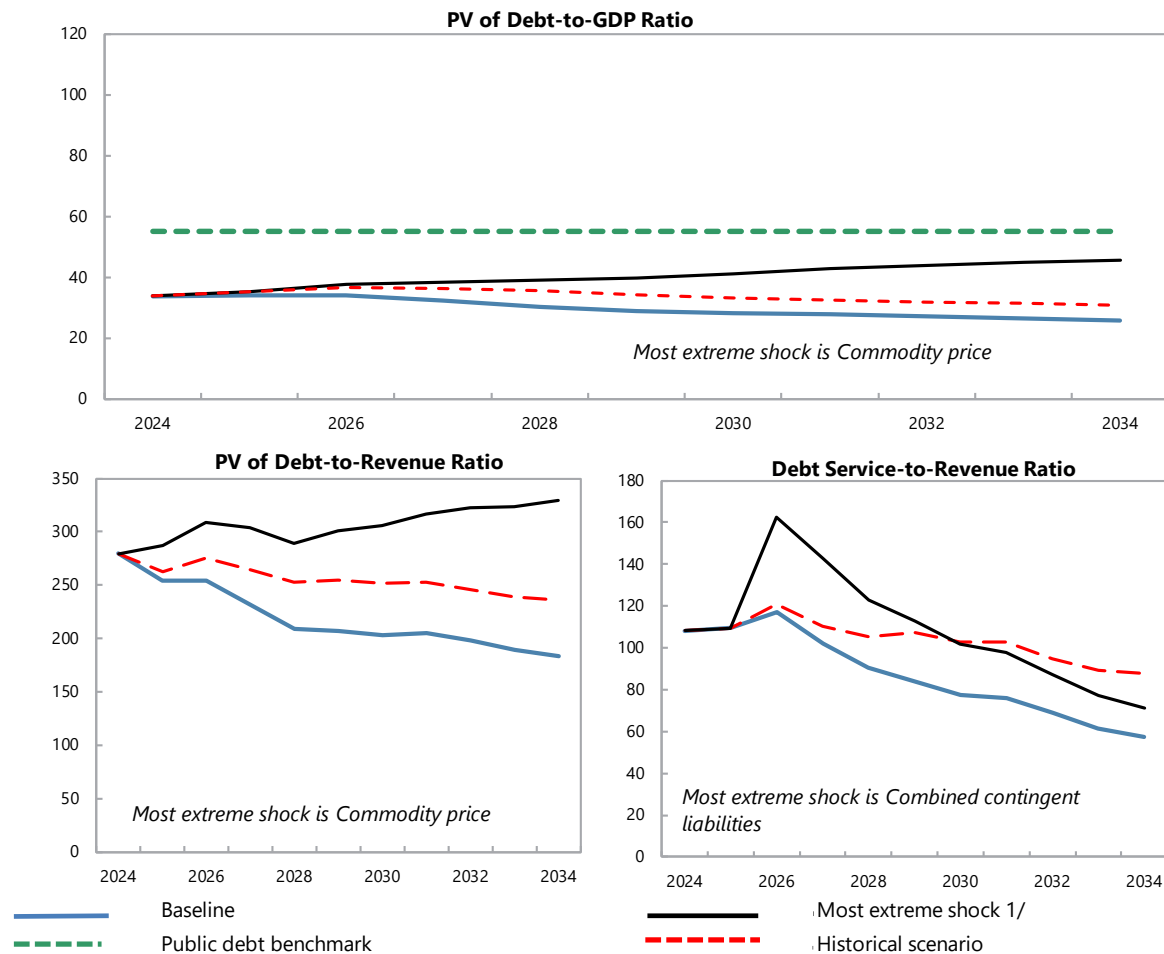 PV of Debt-to-GDP Ratio
120
100
80
60
40
20
0
Most extreme shock is Commodity price
2024 2026 2028 2030 2032 2034
PV of Debt-to-Revenue Ratio
350
300
250
200
150
100
50
0
Most extreme shock is Commodity price
2024 2026 2028 2030 2032 2034
Debt Service-to-Revenue Ratio
180
160
140
120
100
80
60
40
20
0
Most extreme shock is Combined contingent
liabilities
2024 2026 2028 2030 2032 2034
Baseline
Most extreme shock 1/
Public debt benchmark
Historical scenario